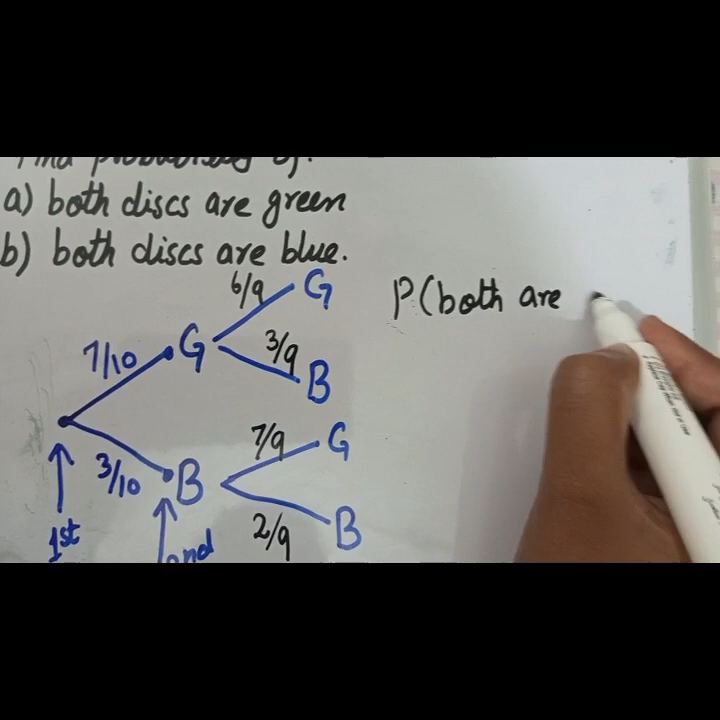 a) both discs are green
b) both discs are blue.
6/9 G
P(both are
7/10 G
3/9 B
7/9 G
3/10 B
1st
2/9 B